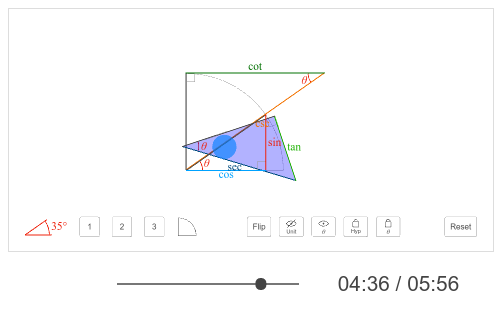 cot
θ
csc
sin
tan
θ
θ
sec
cos
35°
1
2
3
Flip
Unit
θ
Hyp
θ
Reset
04:36 / 05:56